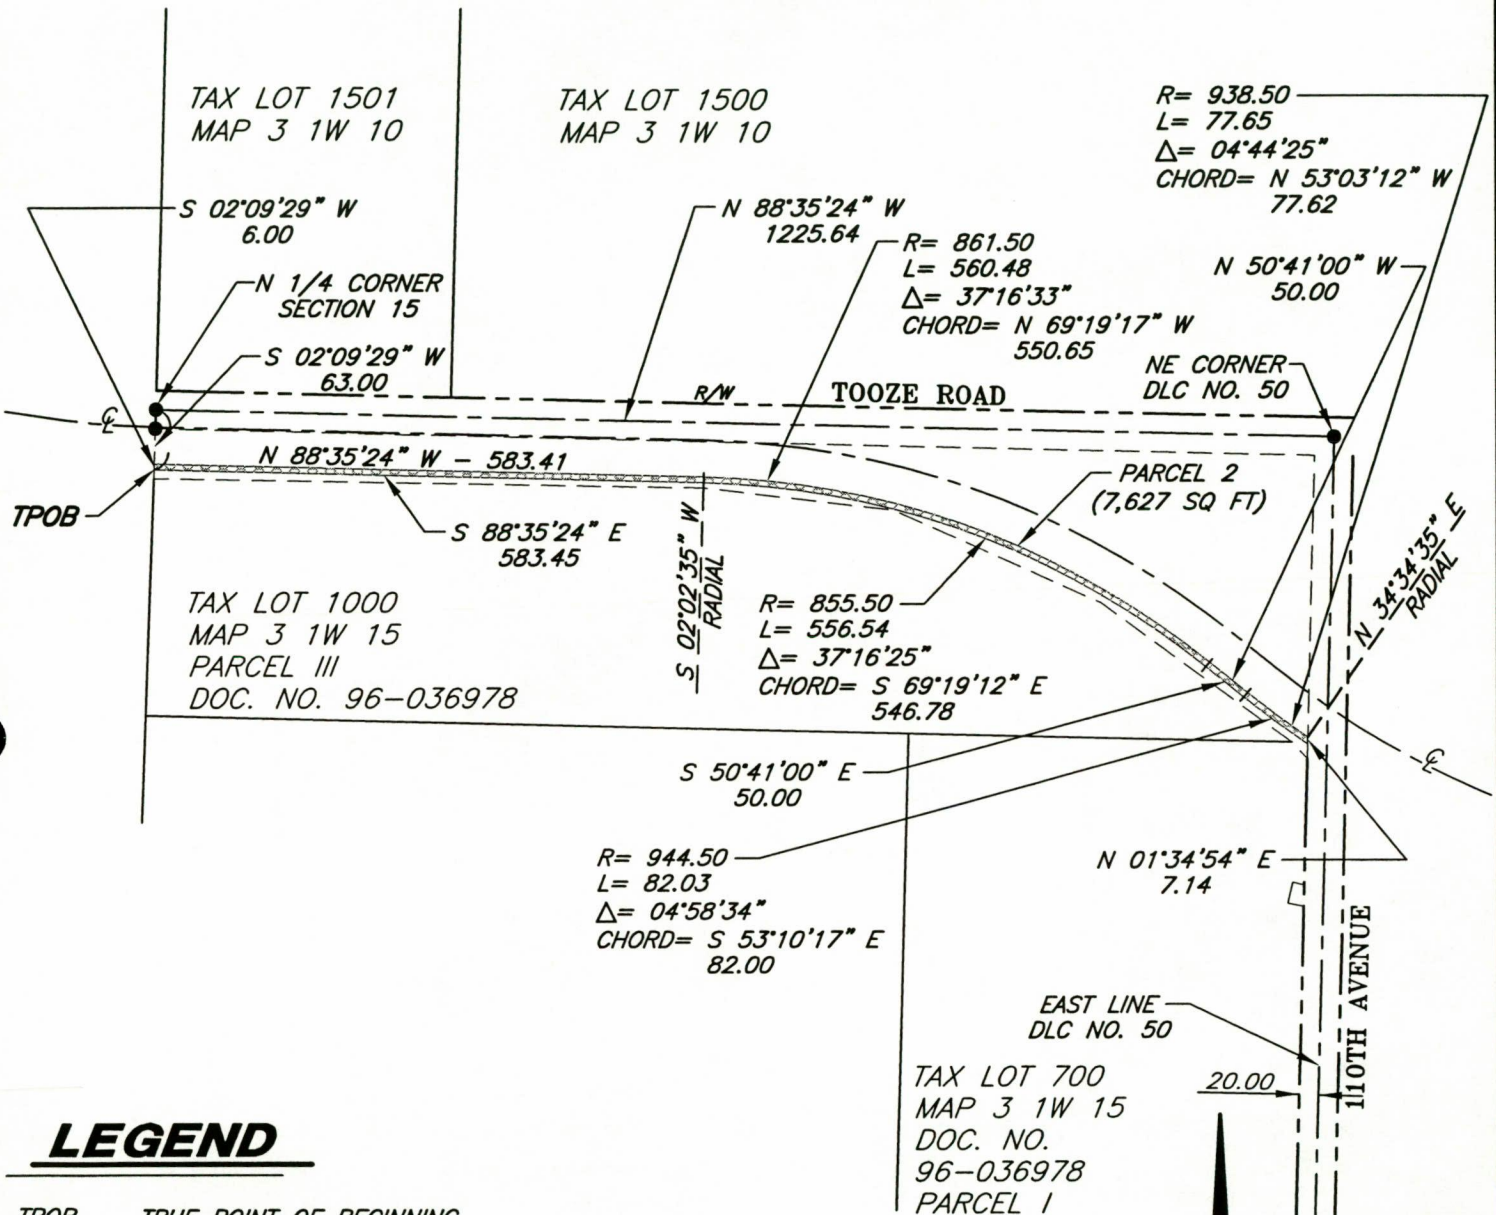 TAX LOT 1501
MAP 3 1W 10
TAX LOT 1500
MAP 3 1W 10
R= 938.50
L= 77.65
Δ= 04°44'25"
CHORD= N 53°03'12" W
77.62
S 02°09'29" W
6.00
N 88°35'24" W
1225.64
R= 861.50
L= 560.48
Δ= 37°16'33"
CHORD= N 69°19'17" W
550.65
N 50°41'00" W
50.00
N 1/4 CORNER
SECTION 15
S 02°09'29" W
63.00
NE CORNER
DLC NO. 50
R/W
TOOZE ROAD
℄
N 88°35'24" W - 583.41
PARCEL 2
(7,627 SQ FT)
TPOB
S 88°35'24" E
583.45
S 02°02'35" W
RADIAL
N 34°34'35" E
RADIAL
TAX LOT 1000
MAP 3 1W 15
PARCEL III
DOC. NO. 96-036978
R= 855.50
L= 556.54
Δ= 37°16'25"
CHORD= S 69°19'12" E
546.78
S 50°41'00" E
50.00
℄
R= 944.50
L= 82.03
Δ= 04°58'34"
CHORD= S 53°10'17" E
82.00
N 01°34'54" E
7.14
EAST LINE
DLC NO. 50
110TH AVENUE
20.00
TAX LOT 700
MAP 3 1W 15
DOC. NO.
96-036978
PARCEL I
LEGEND
TPOB TRUE POINT OF BEGINNING